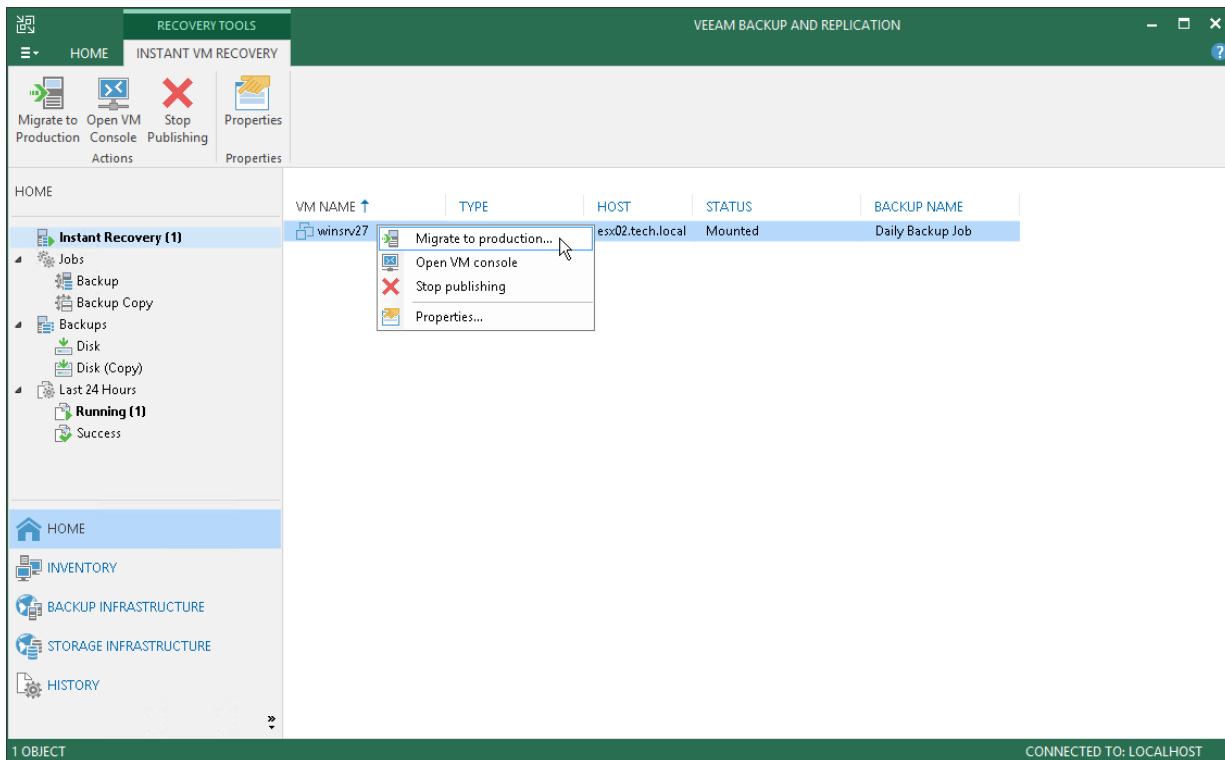 RECOVERY TOOLS
VEEAM BACKUP AND REPLICATION
HOME
INSTANT VM RECOVERY
Migrate to Production
Open VM Console
Stop Publishing
Properties
Actions
Properties
HOME
Instant Recovery (1)
Jobs
Backup
Backup Copy
Backups
Disk
Disk (Copy)
Last 24 Hours
Running (1)
Success
HOME
INVENTORY
BACKUP INFRASTRUCTURE
STORAGE INFRASTRUCTURE
HISTORY
VM NAME TYPE HOST STATUS BACKUP NAME
winsrv27 esx02.tech.local Mounted Daily Backup Job
Migrate to production...
Open VM console
Stop publishing
Properties...
1 OBJECT
CONNECTED TO: LOCALHOST